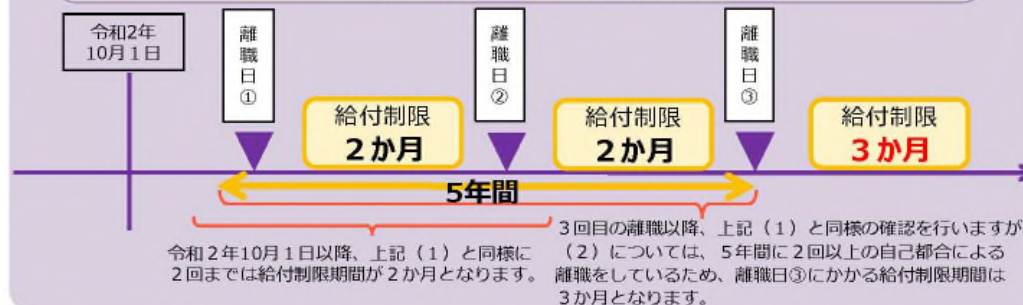 令和2年
10月1日
離職日①
離職日②
離職日③
給付制限
2か月
給付制限
2か月
給付制限
3か月
5年間
令和2年10月1日以降、上記（1）と同様に
2回までは給付制限期間が2か月となります。
3回目の離職以降、上記（1）と同様の確認を行いますが
（2）については、5年間に2回以上の自己都合による
離職をしているため、離職日③にかかる給付制限期間は
3か月となります。